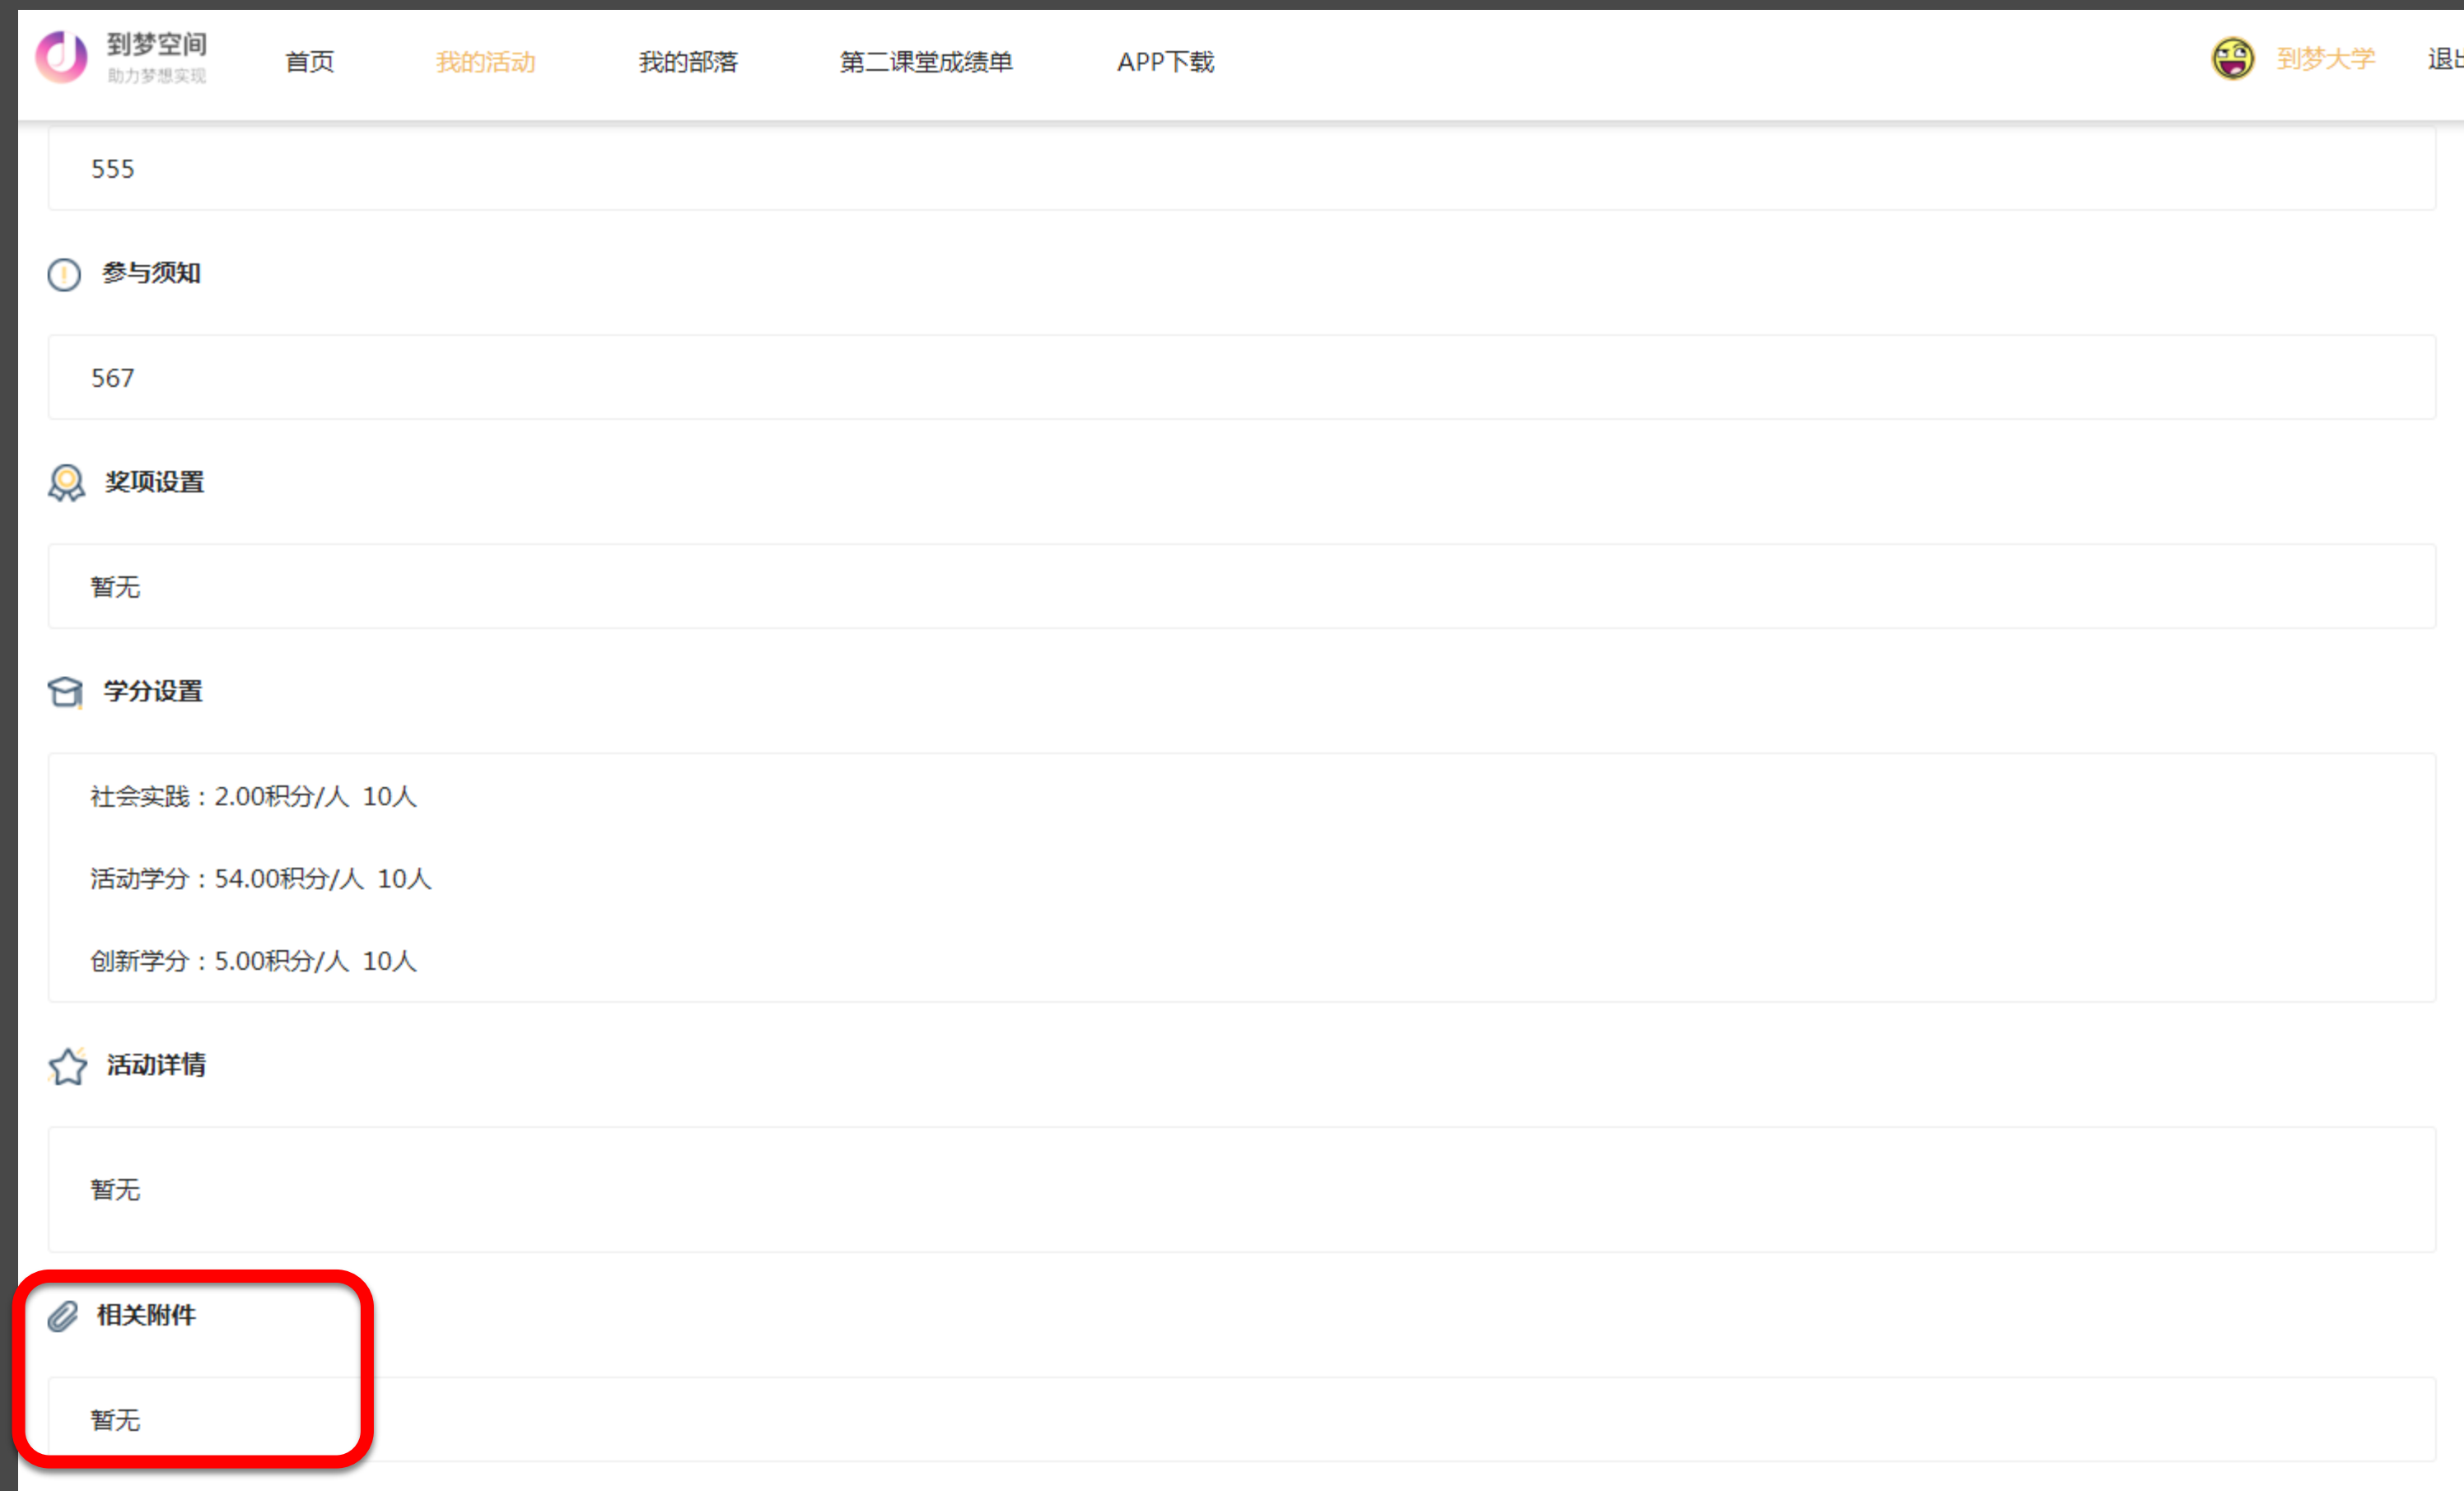 到梦空间
助力梦想实现
首页 我的活动 我的部落 第二课堂成绩单 APP下载 到梦大学 退出
555
参与须知
567
奖项设置
暂无
学分设置
社会实践：2.00积分/人 10人
活动学分：54.00积分/人 10人
创新学分：5.00积分/人 10人
活动详情
暂无
相关附件
暂无